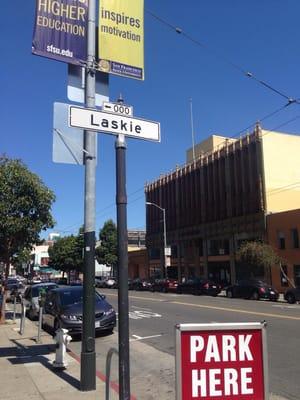 HIGHER
EDUCATION
sfsu.edu
inspires
motivation
000
Laskie
PARK
HERE